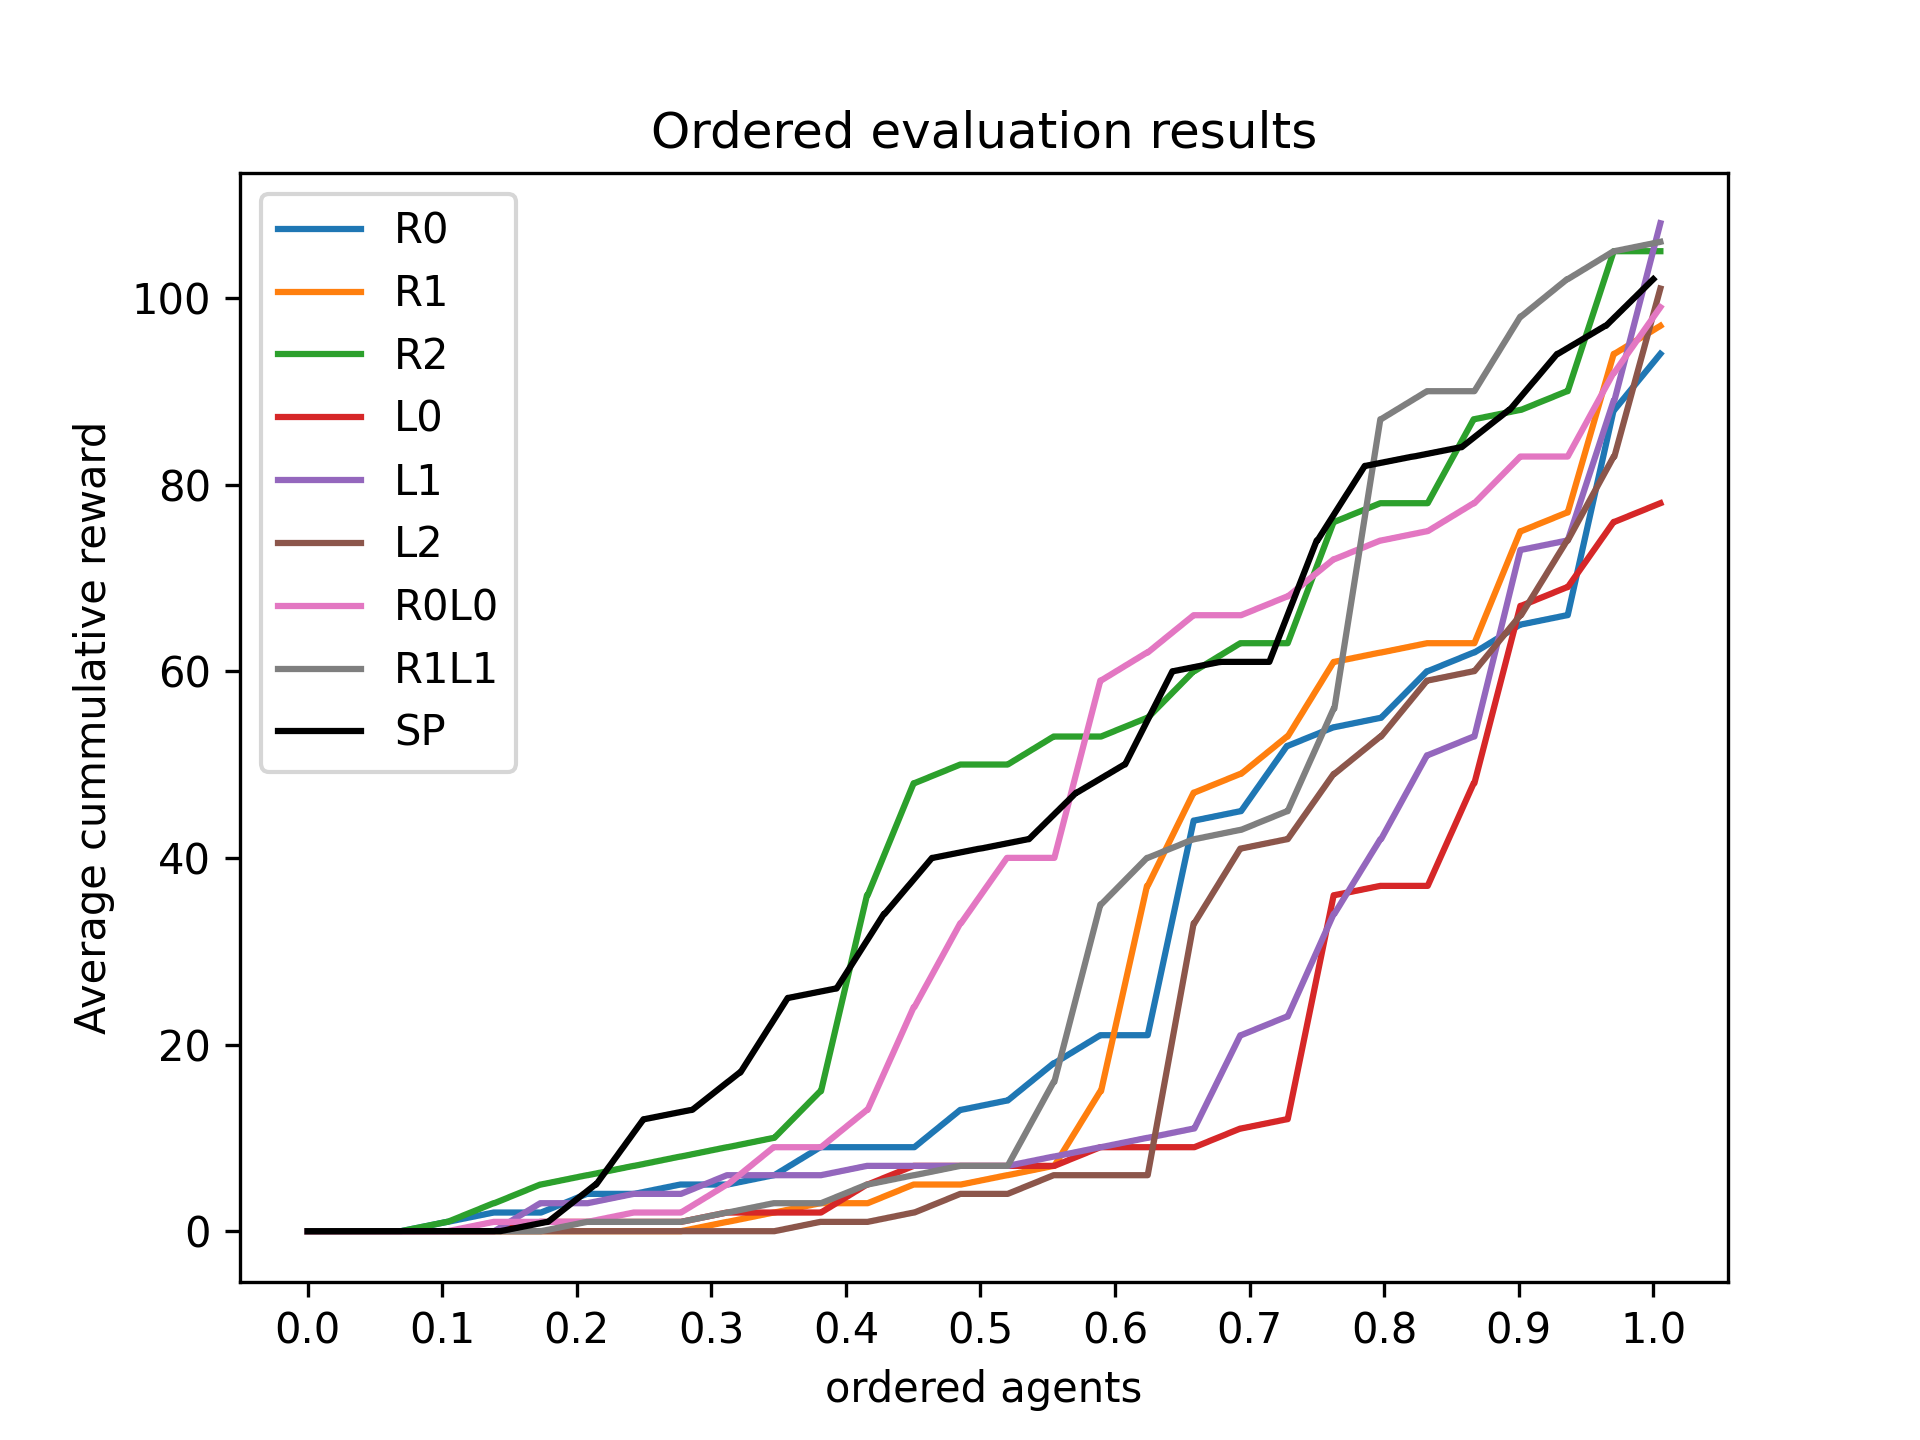 Ordered evaluation results
R0
R1
R2
L0
L1
L2
R0L0
R1L1
SP
Average cummulative reward
100
80
60
40
20
0
0.0 0.1 0.2 0.3 0.4 0.5 0.6 0.7 0.8 0.9 1.0
ordered agents